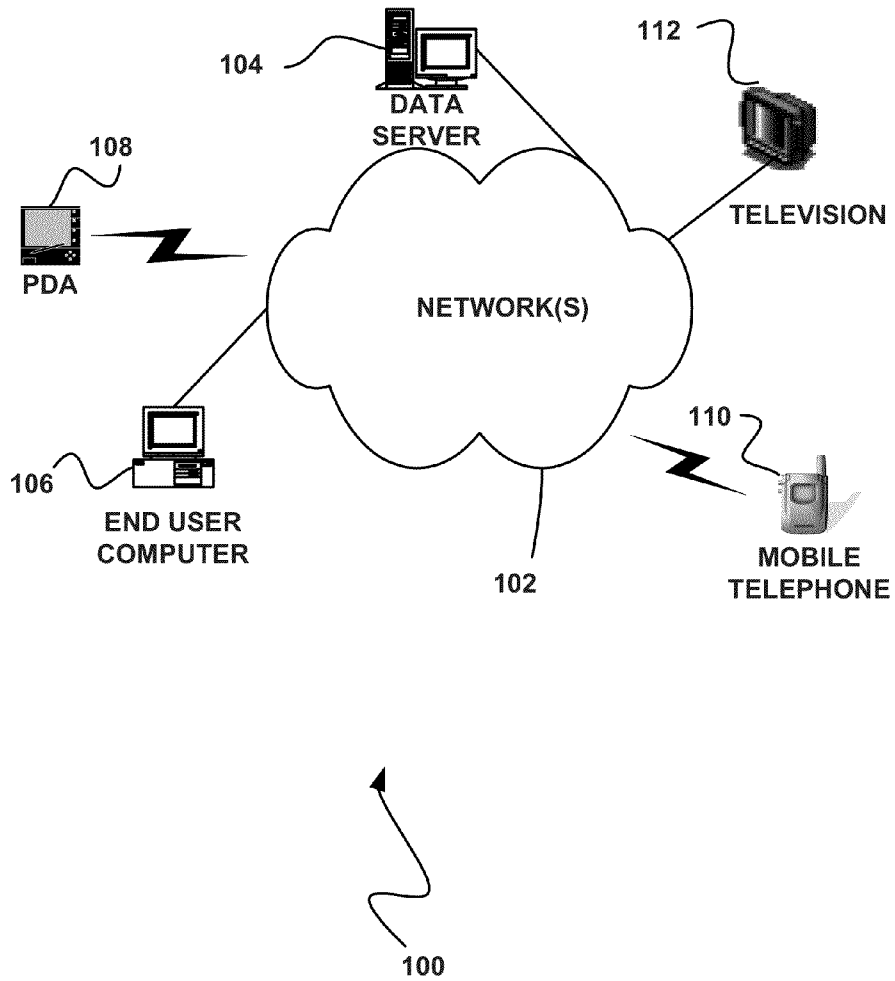 104
DATA
SERVER
112
TELEVISION
108
PDA
NETWORK(S)
106
END USER
COMPUTER
110
MOBILE
TELEPHONE
102
100